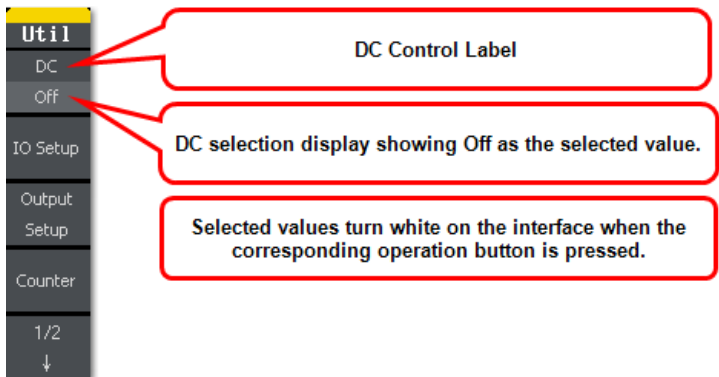 Util
DC
Off
IO Setup
Output
Setup
Counter
1/2
↓
DC Control Label
DC selection display showing Off as the selected value.
Selected values turn white on the interface when the
corresponding operation button is pressed.